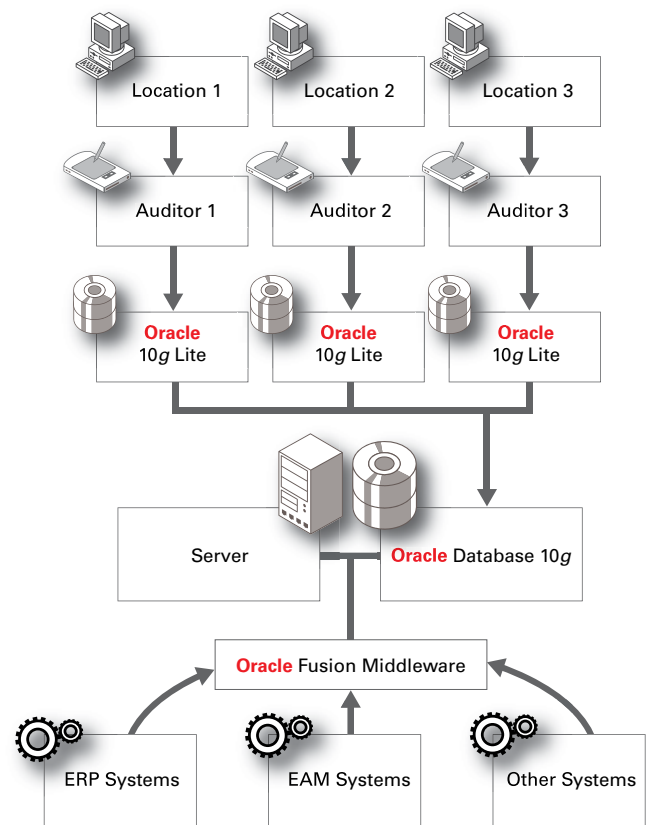 Location 1
Location 2
Location 3
Auditor 1
Auditor 2
Auditor 3
Oracle
10g Lite
Oracle
10g Lite
Oracle
10g Lite
Server
Oracle Database 10g
Oracle Fusion Middleware
ERP Systems
EAM Systems
Other Systems